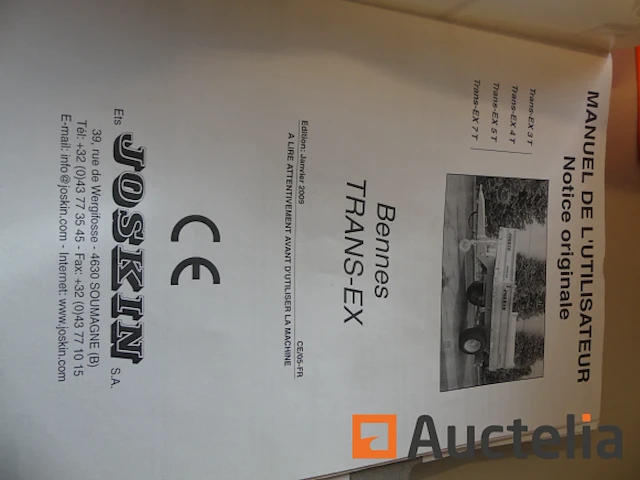 MANUEL DE L'UTILISATEUR
Notice originale
Trans-EX 3 T
Trans-EX 4 T
Trans-EX 5 T
Trans-EX 7 T
JOSKIN
Bennes
TRANS-EX
Edition: Janvier 2009
CE/05-FR
A LIRE ATTENTIVEMENT AVANT D'UTILISER LA MACHINE
CE
Ets JOSKIN S.A.
39, rue de Wergifosse - 4630 SOUMAGNE (B)
Tél: +32 (0)43 77 35 45 - Fax: +32 (0)43 77 10 15
E-mail: info@joskin.com - Internet: www.joskin.com
Auctelia